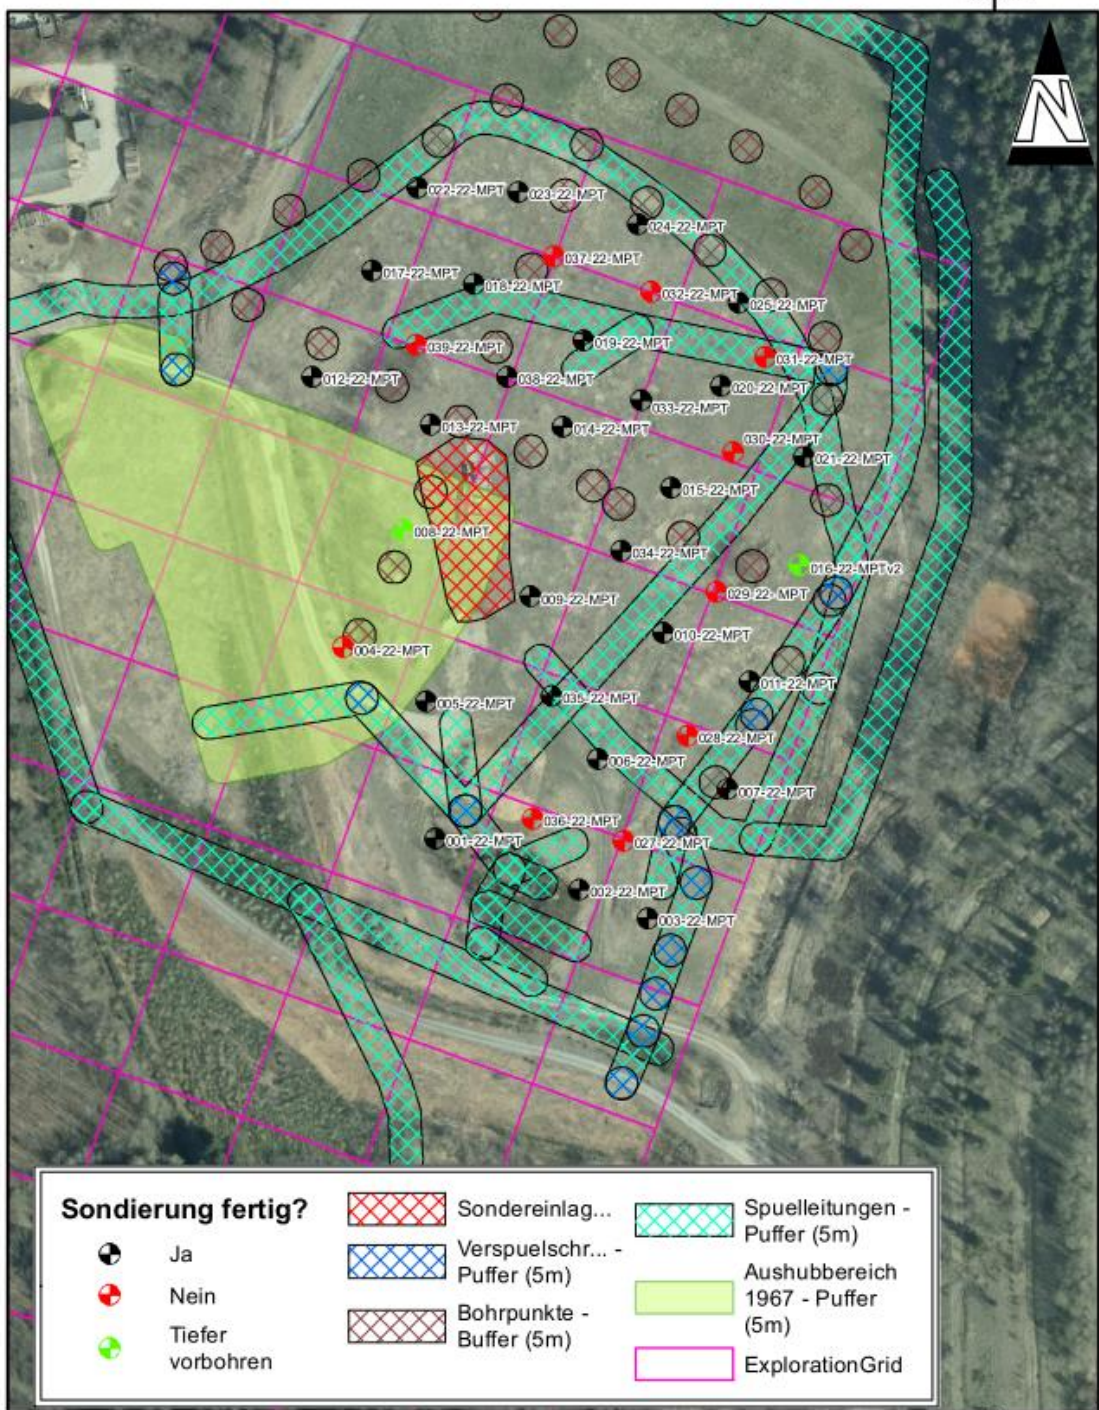 N
022-22-MPT
023-22-MPT
024-22-MPT
037-22-MPT
017-22-MPT
018-22-MPT
032-22-MPT
025-22-MPT
019-22-MPT
039-22-MPT
031-22-MPT
012-22-MPT
038-22-MPT
020-22-MPT
033-22-MPT
013-22-MPT
014-22-MPT
030-22-MPT
021-22-MPT
015-22-MPT
008-22-MPT
034-22-MPT
016-22-MPTv2
009-22-MPT
029-22-MPT
010-22-MPT
004-22-MPT
011-22-MPT
005-22-MPT
035-22-MPT
028-22-MPT
006-22-MPT
007-22-MPT
036-22-MPT
001-22-MPT
027-22-MPT
002-22-MPT
003-22-MPT
Sondierung fertig?
Ja
Nein
Tiefer
vorbohren
Sondereinlag...
Verspuelschr... -
Puffer (5m)
Bohrpunkte -
Buffer (5m)
Spuelleitungen -
Puffer (5m)
Aushubbereich
1967 - Puffer
(5m)
ExplorationGrid